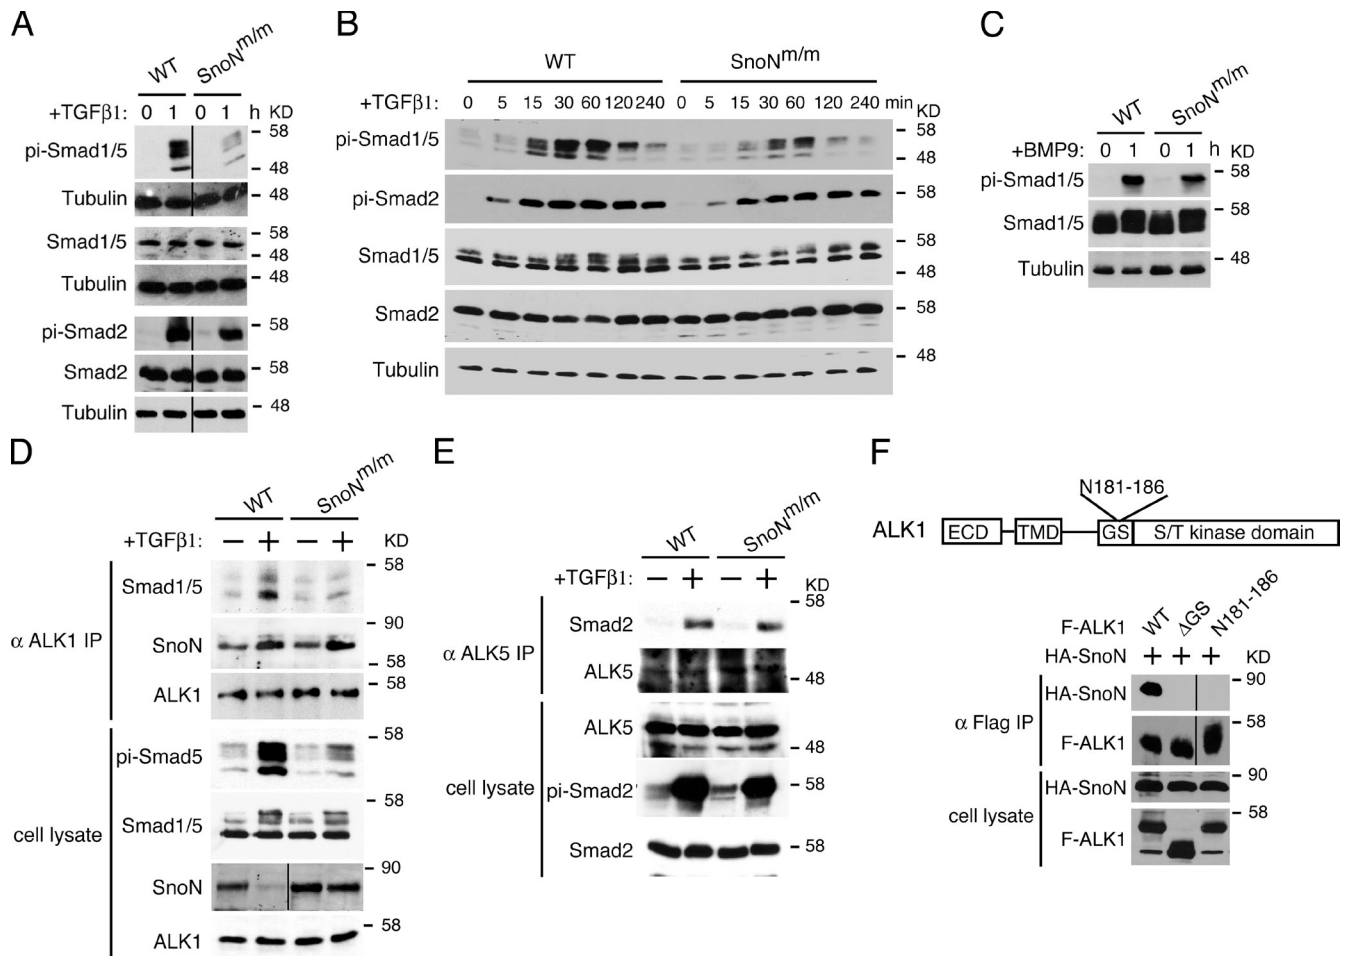 A
WT SnoNm/m
+TGFβ1: 0 1 0 1 h KD
pi-Smad1/5 58
48
Tubulin 48
Smad1/5 58
48
Tubulin 48
pi-Smad2 58
Smad2 58
Tubulin 48
B
WT SnoNm/m
+TGFβ1: 0 5 15 30 60 120 240 0 5 15 30 60 120 240 min KD
pi-Smad1/5 58
48
pi-Smad2 58
Smad1/5 58
48
Smad2 58
Tubulin 48
C
WT SnoNm/m
+BMP9: 0 1 0 1 h KD
pi-Smad1/5 58
Smad1/5 58
Tubulin 48
D
WT SnoNm/m
+TGFβ1: − + − + KD
α ALK1 IP
Smad1/5 58
SnoN 90
58
ALK1 58
cell lysate
pi-Smad5 58
Smad1/5 58
SnoN 90
ALK1 58
E
WT SnoNm/m
+TGFβ1: − + − + KD
α ALK5 IP
Smad2 58
ALK5 48
cell lysate
ALK5 48
pi-Smad2 58
Smad2 58
F
N181-186
ALK1 ECD TMD GS S/T kinase domain
F-ALK1 WT ΔGS N181-186
HA-SnoN + + + KD
α Flag IP
HA-SnoN 90
F-ALK1 58
cell lysate
HA-SnoN 90
F-ALK1 58